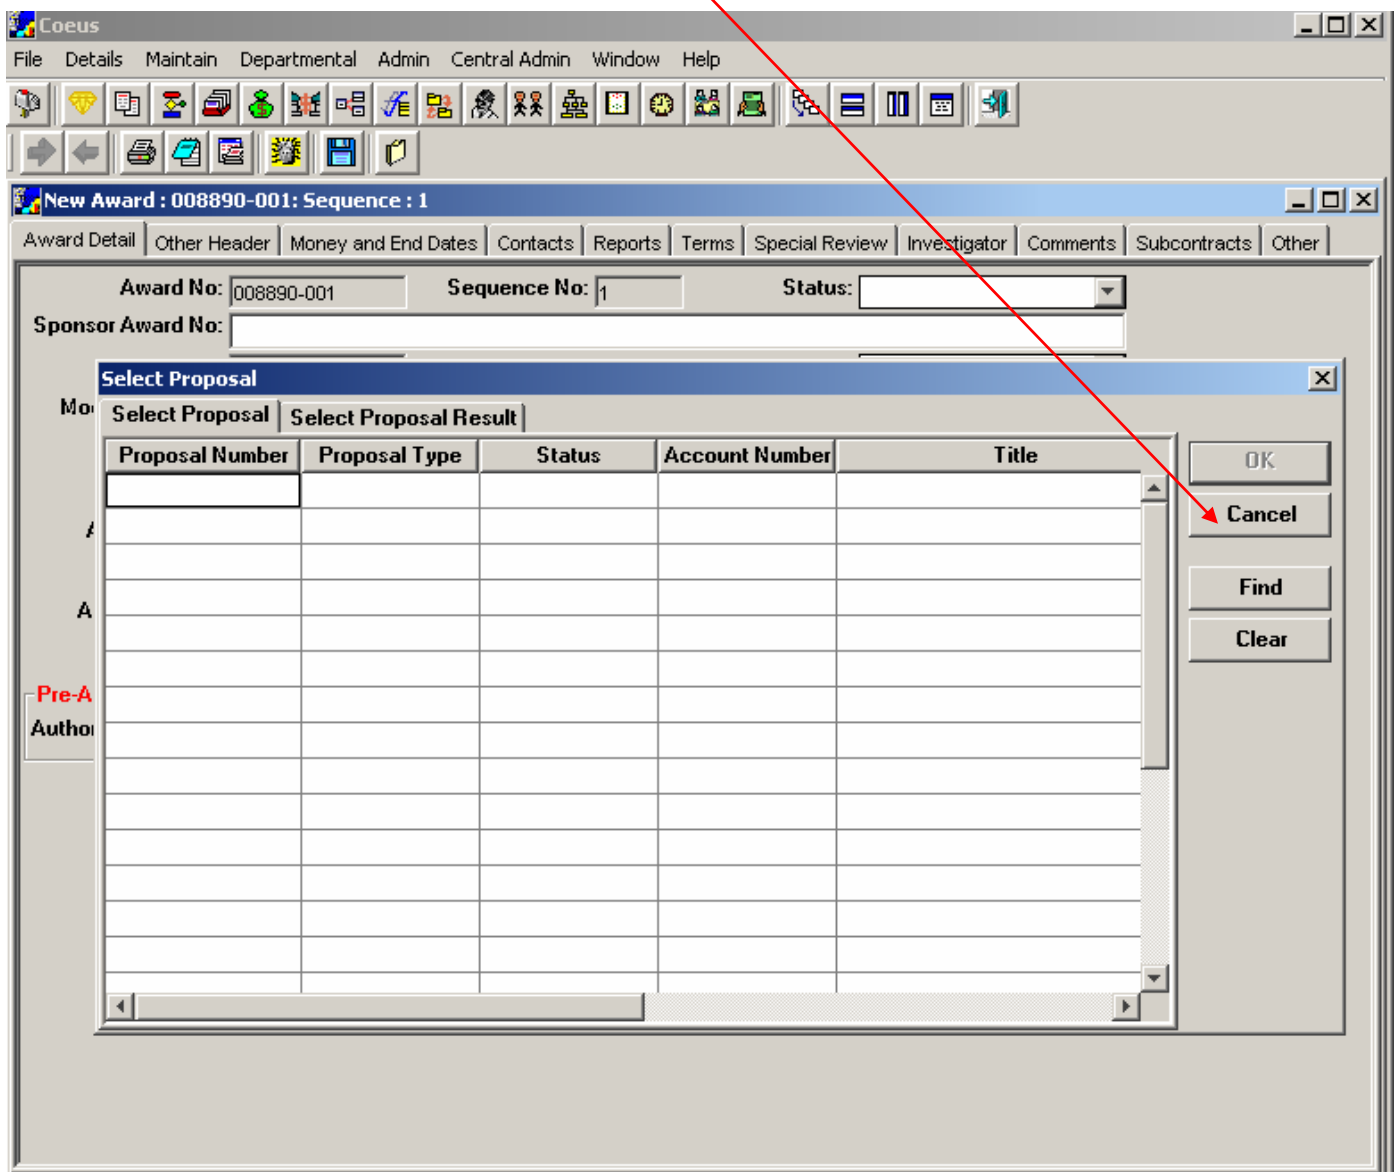 Coeus
File Details Maintain Departmental Admin Central Admin Window Help
New Award : 008890-001: Sequence : 1
Award Detail Other Header Money and End Dates Contacts Reports Terms Special Review Investigator Comments Subcontracts Other
Award No: 008890-001 Sequence No: 1 Status:
Sponsor Award No:
Select Proposal
Mo
Select Proposal Select Proposal Result
Proposal Number Proposal Type Status Account Number Title
OK
Cancel
A
Find
A
Clear
Pre-A
Autho